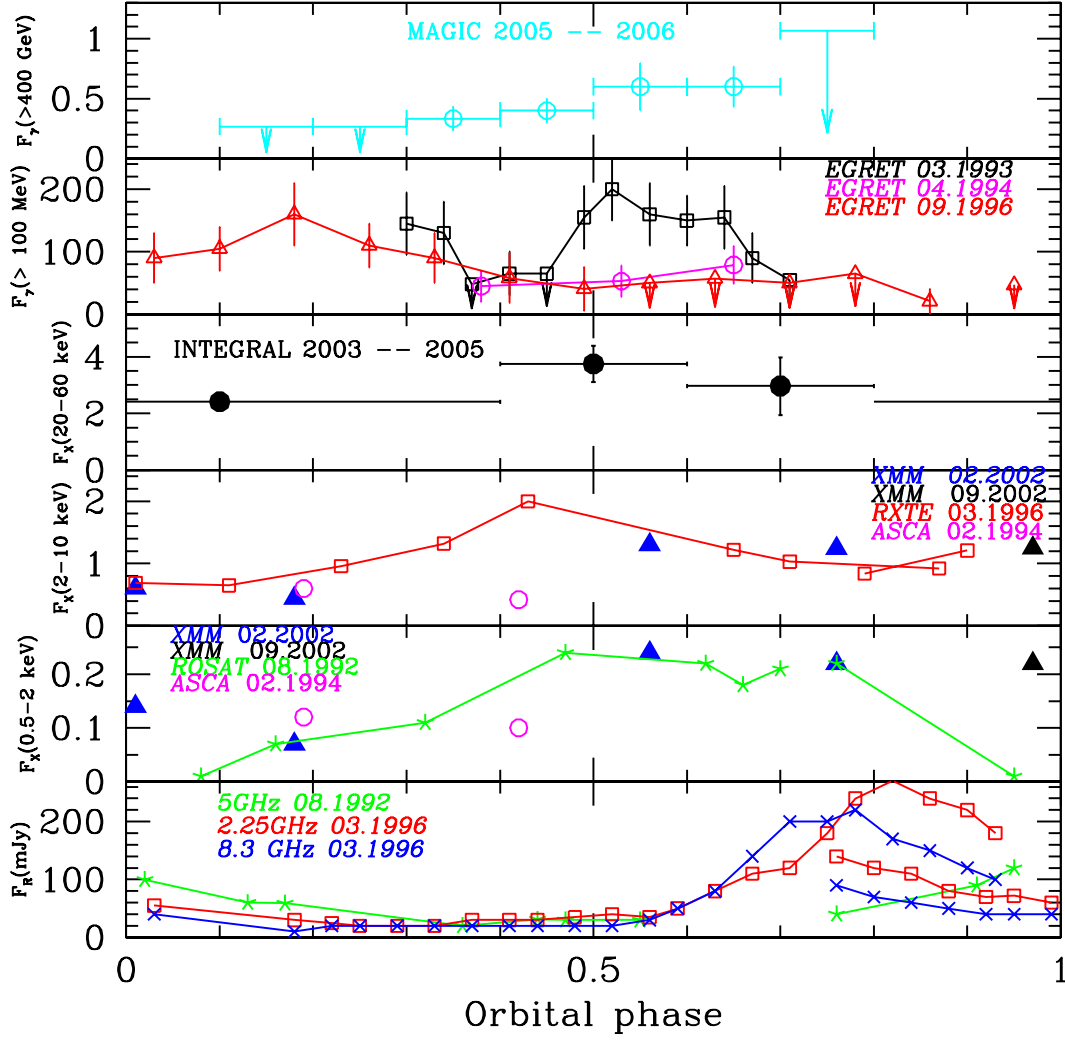 F_γ(>400 GeV)
1
0.5
0
MAGIC 2005 -- 2006
F_γ(> 100 MeV)
200
100
0
EGRET 03.1993
EGRET 04.1994
EGRET 09.1996
F_X(20-60 keV)
4
2
0
INTEGRAL 2003 -- 2005
F_X(2-10 keV)
2
1
0
XMM 02.2002
XMM 09.2002
RXTE 03.1996
ASCA 02.1994
F_X(0.5-2 keV)
0.2
0.1
0
XMM 02.2002
XMM 09.2002
ROSAT 08.1992
ASCA 02.1994
F_R(mJy)
200
100
0
5GHz 08.1992
2.25GHz 03.1996
8.3 GHz 03.1996
0 0.5 1
Orbital phase